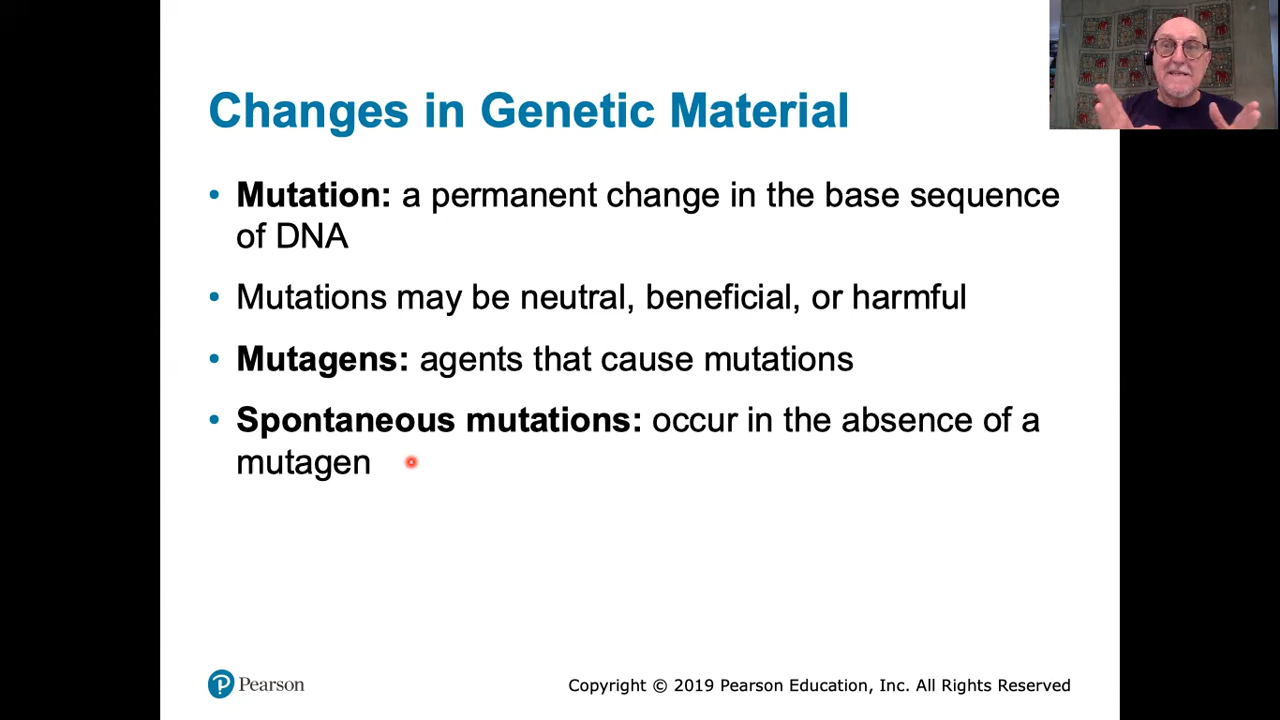 Changes in Genetic Material
• Mutation: a permanent change in the base sequence
of DNA
• Mutations may be neutral, beneficial, or harmful
• Mutagens: agents that cause mutations
• Spontaneous mutations: occur in the absence of a
mutagen
P Pearson
Copyright © 2019 Pearson Education, Inc. All Rights Reserved